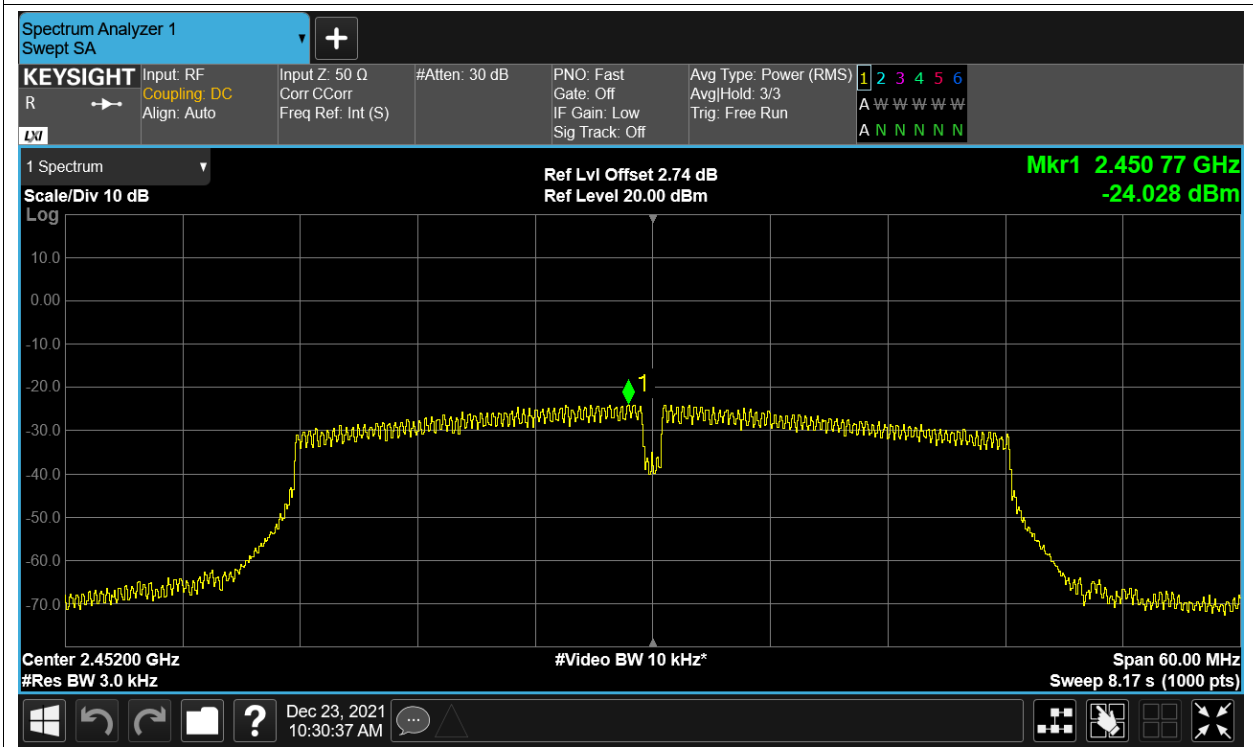 Spectrum Analyzer 1
Swept SA
KEYSIGHT
R
LXI
Input: RF
Coupling: DC
Align: Auto
Input Z: 50 Ω
Corr CCorr
Freq Ref: Int (S)
#Atten: 30 dB
PNO: Fast
Gate: Off
IF Gain: Low
Sig Track: Off
Avg Type: Power (RMS)
Avg|Hold: 3/3
Trig: Free Run
1 2 3 4 5 6
A W W W W W
A N N N N N
1 Spectrum
Scale/Div 10 dB
Ref Lvl Offset 2.74 dB
Ref Level 20.00 dBm
Mkr1 2.450 77 GHz
-24.028 dBm
Log
10.0
0.00
-10.0
-20.0
-30.0
-40.0
-50.0
-60.0
-70.0
1
Center 2.45200 GHz
#Res BW 3.0 kHz
#Video BW 10 kHz*
Span 60.00 MHz
Sweep 8.17 s (1000 pts)
?
Dec 23, 2021
10:30:37 AM